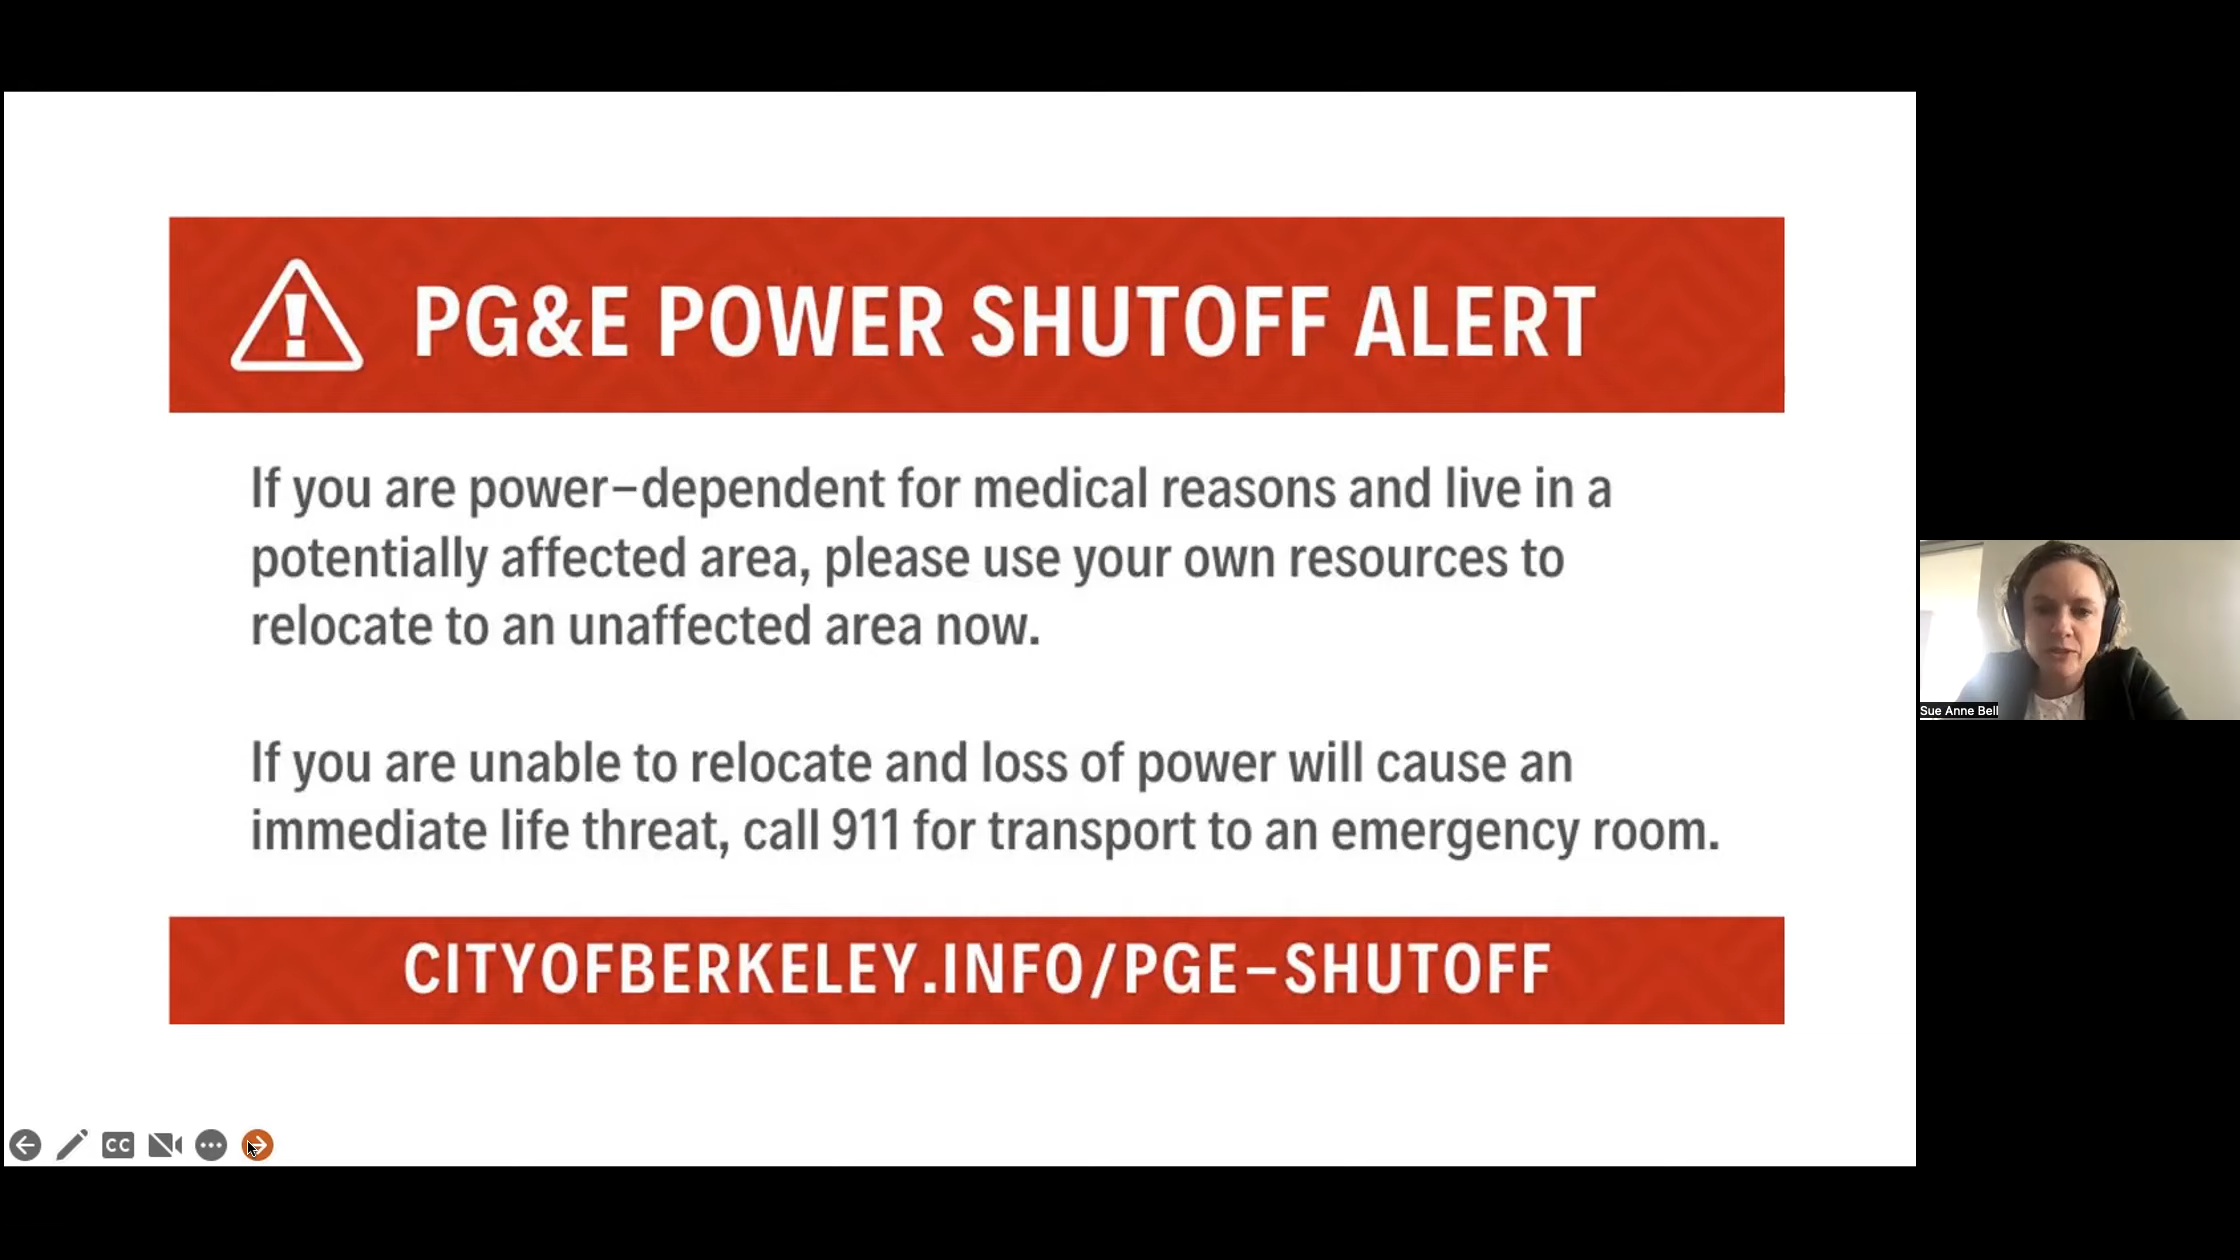 PG&E POWER SHUTOFF ALERT
If you are power-dependent for medical reasons and live in a
potentially affected area, please use your own resources to
relocate to an unaffected area now.
If you are unable to relocate and loss of power will cause an
immediate life threat, call 911 for transport to an emergency room.
CITYOFBERKELEY.INFO/PGE-SHUTOFF
Sue Anne Bell
CC